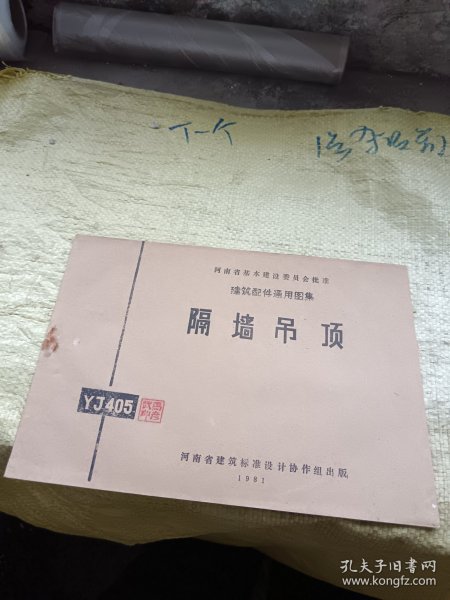 下一个
河南省基本建设委员会批准
建筑配件通用图集
隔墙吊顶
YJ405
河南省建筑标准设计协作组出版
1981
孔夫子旧书网
www.kongfz.com